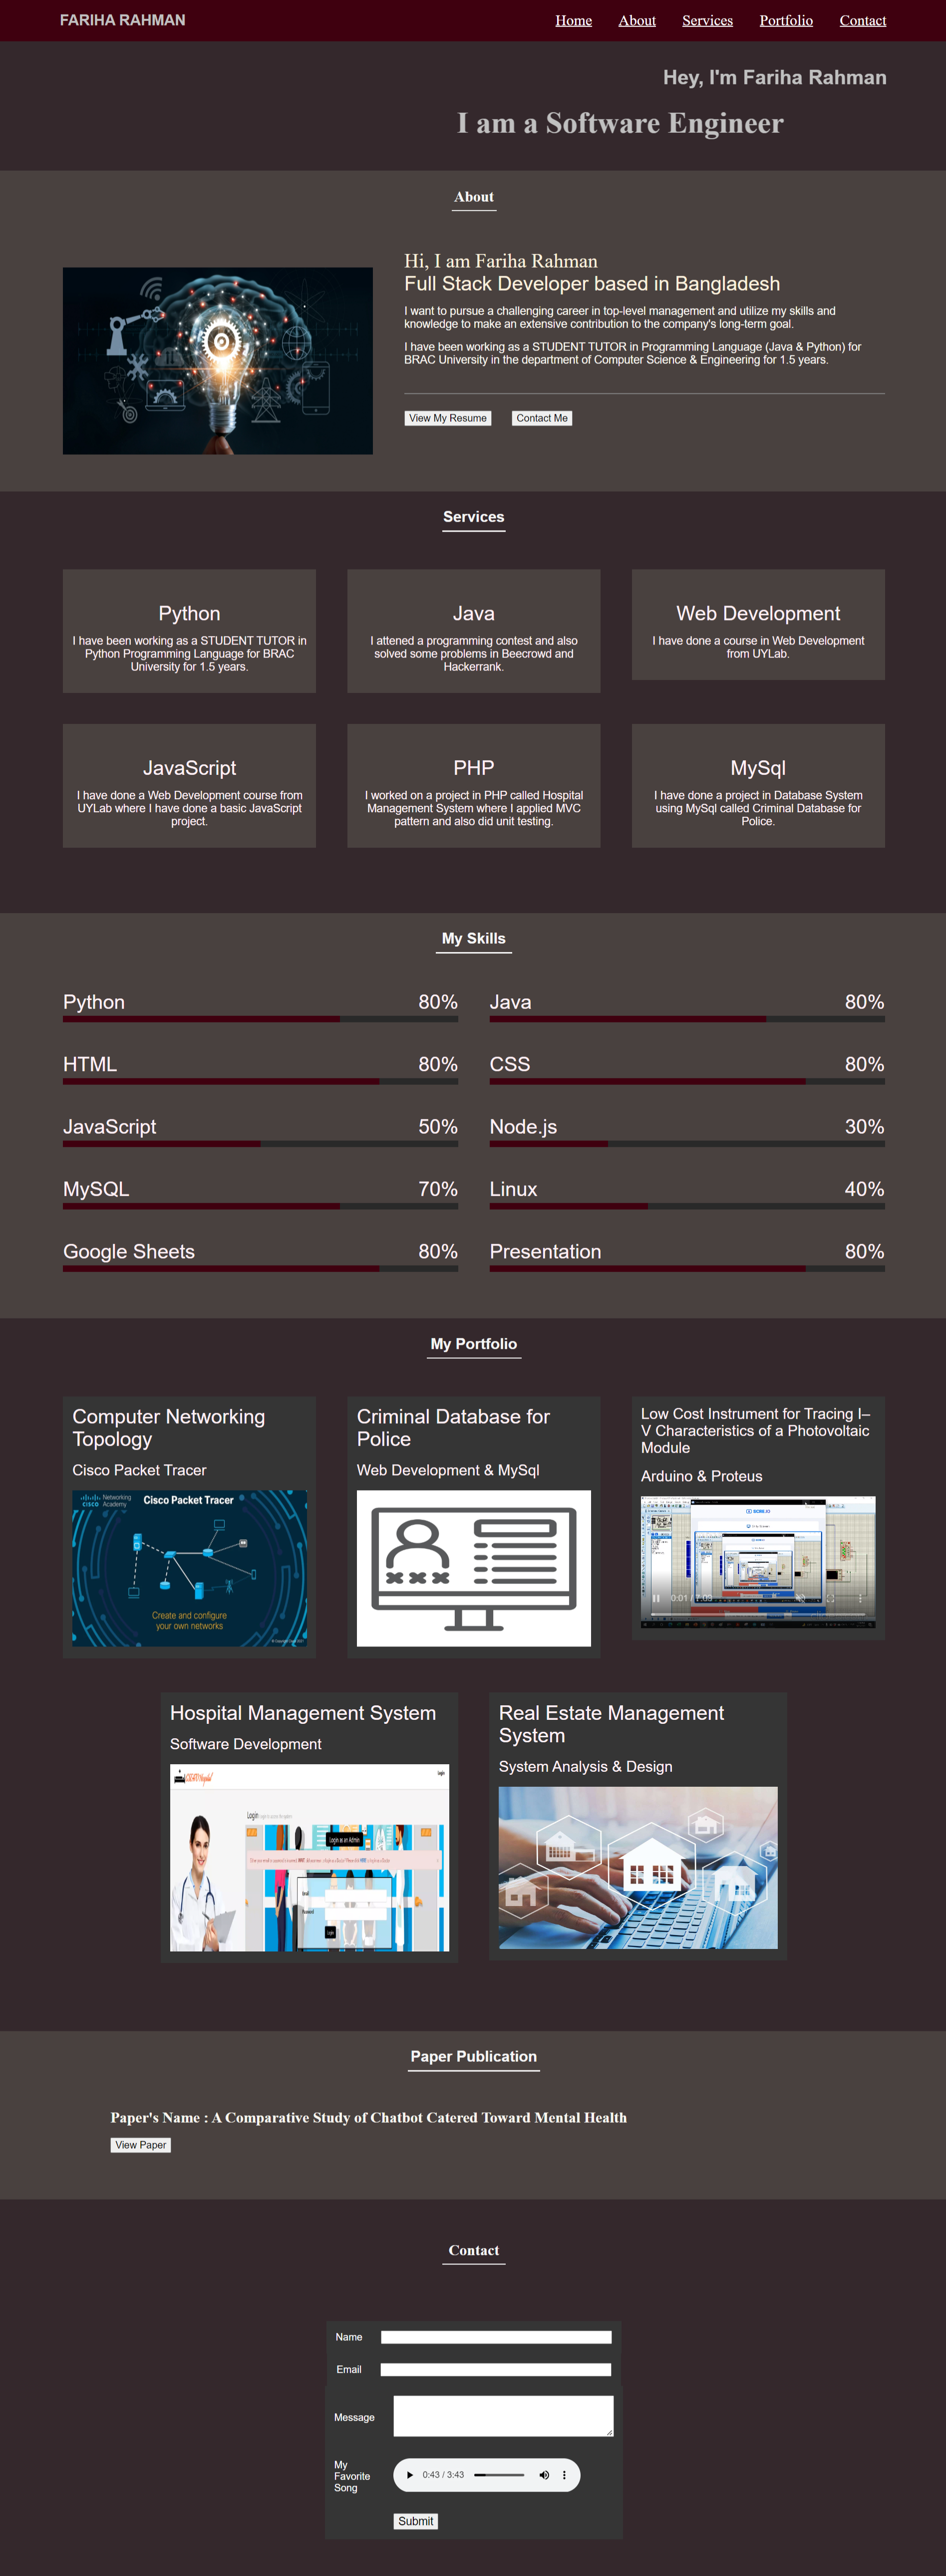 FARIHA RAHMAN
Home About Services Portfolio Contact
Hey, I'm Fariha Rahman
I am a Software Engineer
About
Hi, I am Fariha Rahman
Full Stack Developer based in Bangladesh
I want to pursue a challenging career in top-level management and utilize my skills and
knowledge to make an extensive contribution to the company's long-term goal.
I have been working as a STUDENT TUTOR in Programming Language (Java & Python) for
BRAC University in the department of Computer Science & Engineering for 1.5 years.
View My Resume Contact Me
Services
Python
I have been working as a STUDENT TUTOR in
Python Programming Language for BRAC
University for 1.5 years.
Java
I attened a programming contest and also
solved some problems in Beecrowd and
Hackerrank.
Web Development
I have done a course in Web Development
from UYLab.
JavaScript
I have done a Web Development course from
UYLab where I have done a basic JavaScript
project.
PHP
I worked on a project in PHP called Hospital
Management System where I applied MVC
pattern and also did unit testing.
MySql
I have done a project in Database System
using MySql called Criminal Database for
Police.
My Skills
Python 80%
Java 80%
HTML 80%
CSS 80%
JavaScript 50%
Node.js 30%
MySQL 70%
Linux 40%
Google Sheets 80%
Presentation 80%
My Portfolio
Computer Networking
Topology
Cisco Packet Tracer
CISCO Networking
Academy
Cisco Packet Tracer
Create and configure
your own networks
Criminal Database for
Police
Web Development & MySql
Low Cost Instrument for Tracing I–
V Characteristics of a Photovoltaic
Module
Arduino & Proteus
0:01 / 1:09
Hospital Management System
Software Development
Login
Login
Login as an Admin
Email
Password
Login
Real Estate Management
System
System Analysis & Design
Paper Publication
Paper's Name : A Comparative Study of Chatbot Catered Toward Mental Health
View Paper
Contact
Name
Email
Message
My
Favorite
Song
0:43 / 3:43
Submit